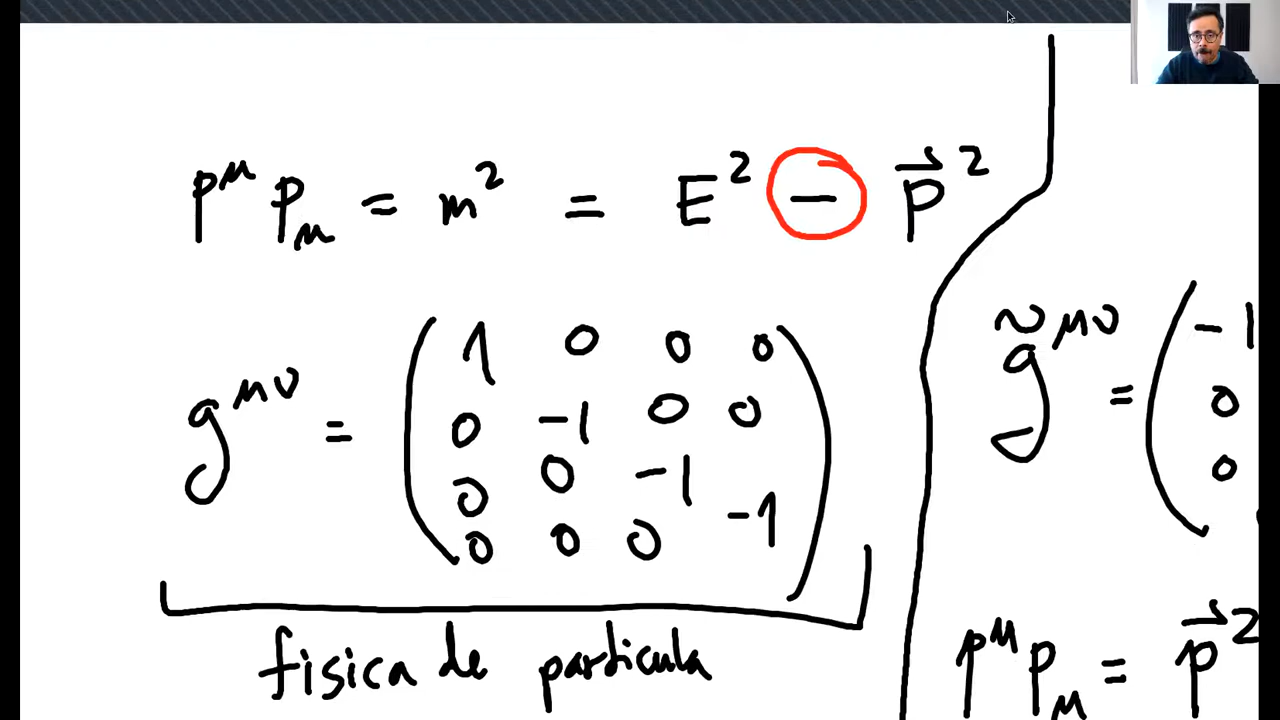 p^μ p_μ = m² = E² − p⃗²
g^{μν} = ( 1 0 0 0
0 -1 0 0
0 0 -1
0 0 0 -1 )
fisica de particula
g̃^{μν} = ( -1
0
0
p^μ p_μ = p⃗²